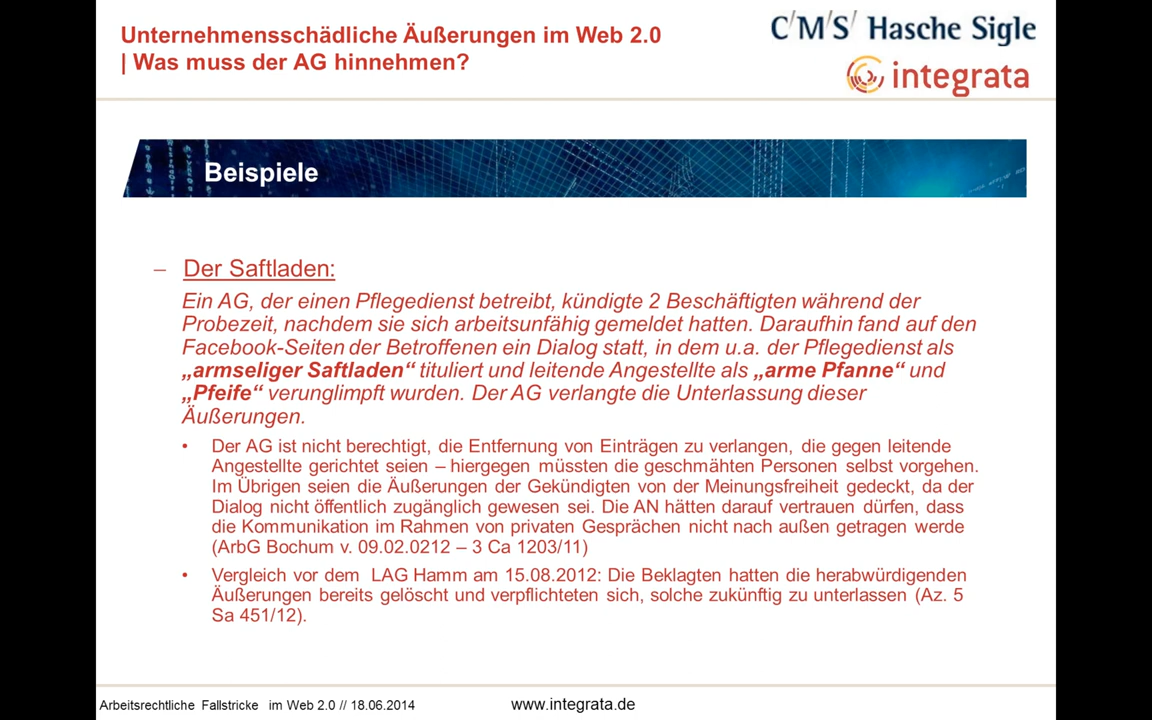 Unternehmensschädliche Äußerungen im Web 2.0
| Was muss der AG hinnehmen?
C/M/S/ Hasche Sigle
integrata
Beispiele
– Der Saftladen:
Ein AG, der einen Pflegedienst betreibt, kündigte 2 Beschäftigten während der
Probezeit, nachdem sie sich arbeitsunfähig gemeldet hatten. Daraufhin fand auf den
Facebook-Seiten der Betroffenen ein Dialog statt, in dem u.a. der Pflegedienst als
„armseliger Saftladen“ tituliert und leitende Angestellte als „arme Pfanne“ und
„Pfeife“ verunglimpft wurden. Der AG verlangte die Unterlassung dieser
Äußerungen.
• Der AG ist nicht berechtigt, die Entfernung von Einträgen zu verlangen, die gegen leitende
Angestellte gerichtet seien – hiergegen müssten die geschmähten Personen selbst vorgehen.
Im Übrigen seien die Äußerungen der Gekündigten von der Meinungsfreiheit gedeckt, da der
Dialog nicht öffentlich zugänglich gewesen sei. Die AN hätten darauf vertrauen dürfen, dass
die Kommunikation im Rahmen von privaten Gesprächen nicht nach außen getragen werde
(ArbG Bochum v. 09.02.0212 – 3 Ca 1203/11)
• Vergleich vor dem LAG Hamm am 15.08.2012: Die Beklagten hatten die herabwürdigenden
Äußerungen bereits gelöscht und verpflichteten sich, solche zukünftig zu unterlassen (Az. 5
Sa 451/12).
Arbeitsrechtliche Fallstricke im Web 2.0 // 18.06.2014
www.integrata.de